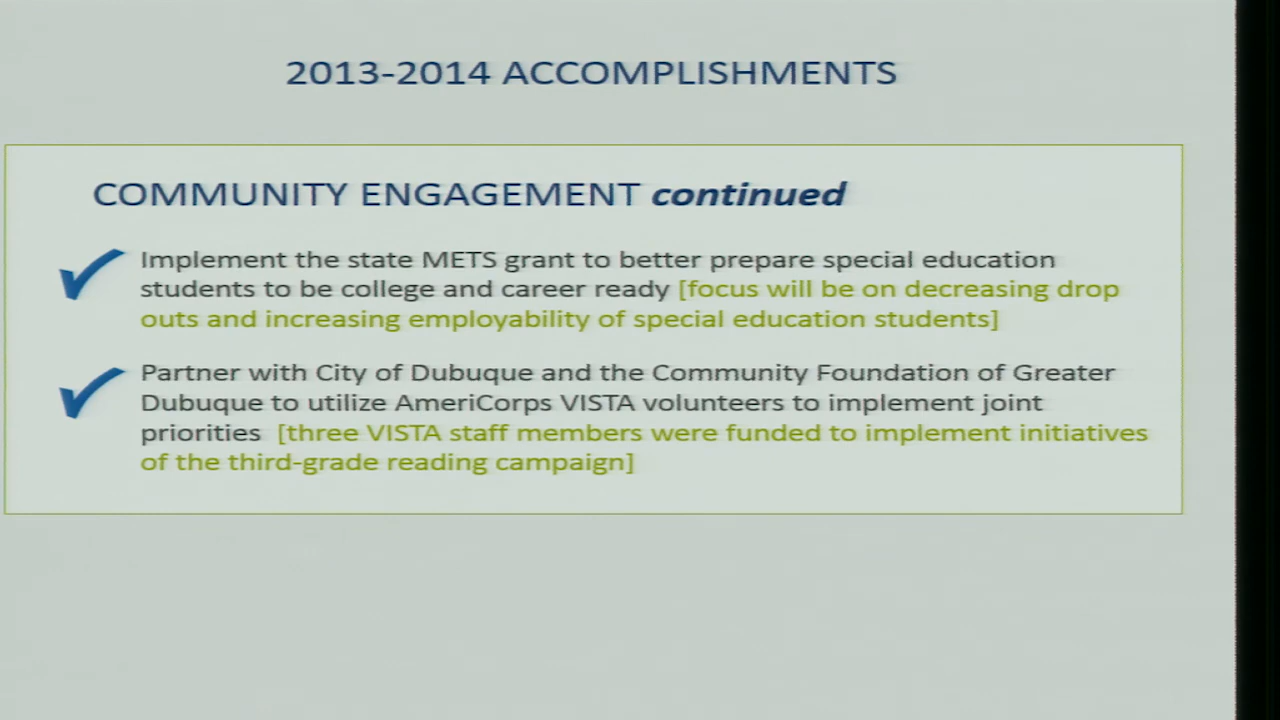 2013-2014 ACCOMPLISHMENTS
COMMUNITY ENGAGEMENT continued
Implement the state METS grant to better prepare special education
students to be college and career ready [focus will be on decreasing drop
outs and increasing employability of special education students]
Partner with City of Dubuque and the Community Foundation of Greater
Dubuque to utilize AmeriCorps VISTA volunteers to implement joint
priorities [three VISTA staff members were funded to implement initiatives
of the third-grade reading campaign]